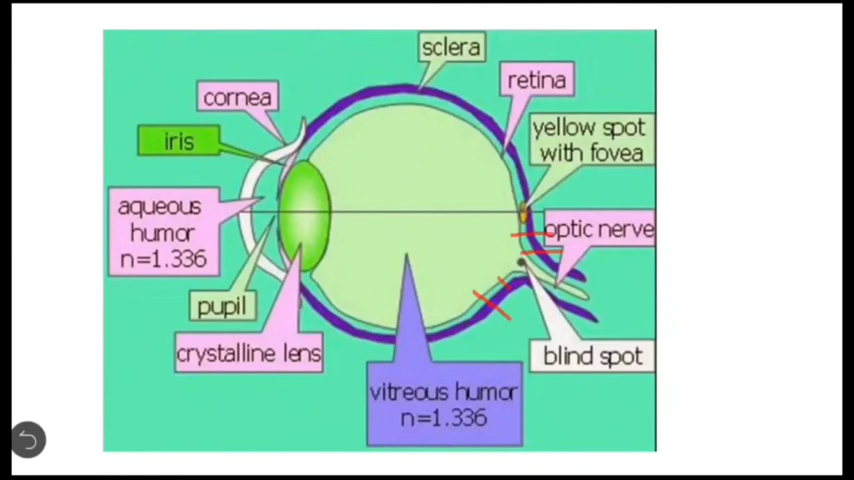 sclera
cornea
retina
iris
yellow spot
with fovea
aqueous
humor
n=1.336
optic nerve
pupil
crystalline lens
blind spot
vitreous humor
n=1.336